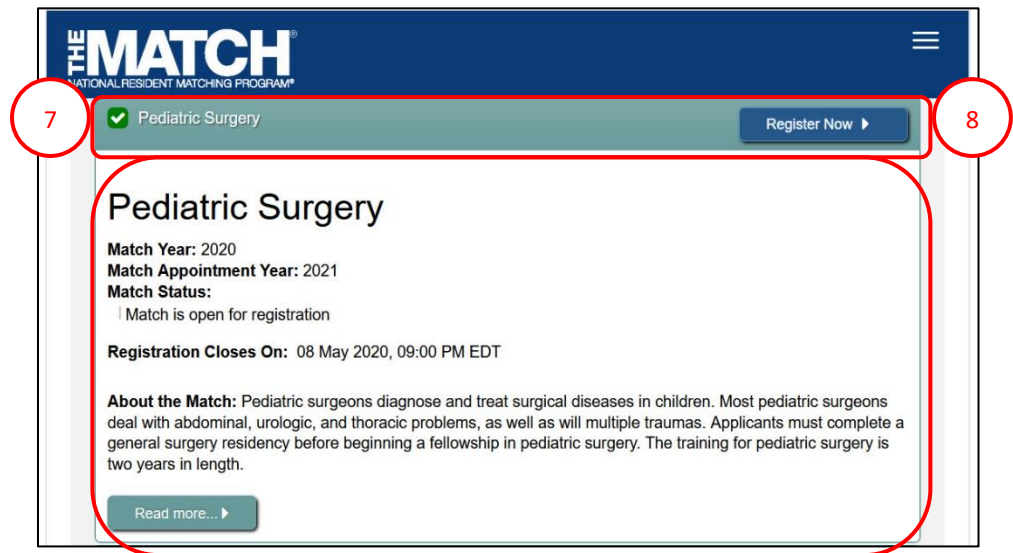 THE MATCH®
NATIONAL RESIDENT MATCHING PROGRAM®
7
Pediatric Surgery
Register Now
8
Pediatric Surgery
Match Year: 2020
Match Appointment Year: 2021
Match Status:
Match is open for registration
Registration Closes On: 08 May 2020, 09:00 PM EDT
About the Match: Pediatric surgeons diagnose and treat surgical diseases in children. Most pediatric surgeons
deal with abdominal, urologic, and thoracic problems, as well as will multiple traumas. Applicants must complete a
general surgery residency before beginning a fellowship in pediatric surgery. The training for pediatric surgery is
two years in length.
Read more...